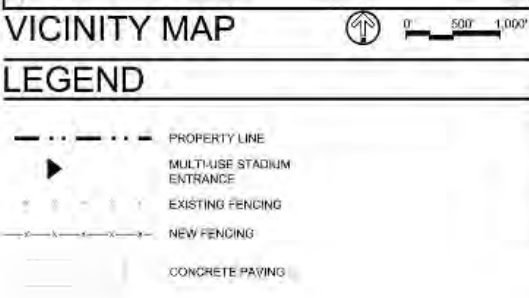 VICINITY MAP
0' 500' 1,000'
LEGEND
PROPERTY LINE
MULTI-USE STADIUM
ENTRANCE
EXISTING FENCING
NEW FENCING
CONCRETE PAVING